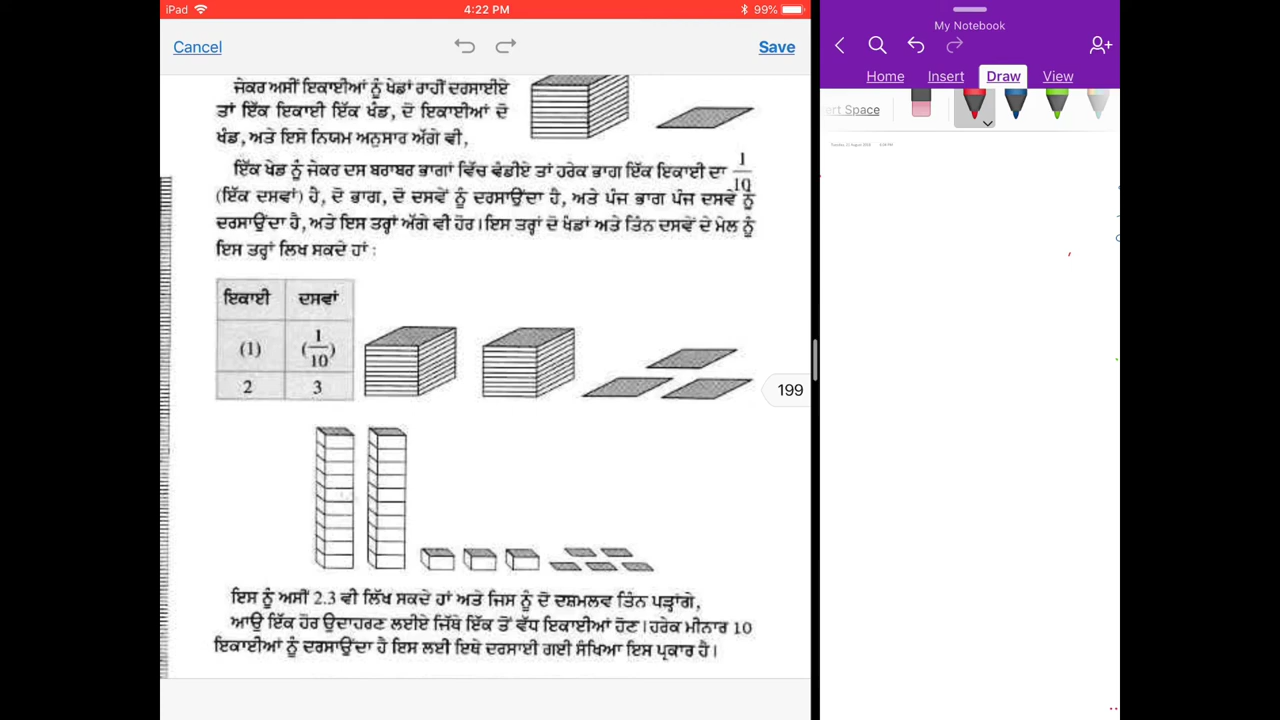 iPad 4:22 PM 99%
Cancel Save
ਜੇਕਰ ਅਸੀਂ ਇਕਾਈਆਂ ਨੂੰ ਖੰਡਾਂ ਰਾਹੀਂ ਦਰਸਾਈਏ
ਤਾਂ ਇੱਕ ਇਕਾਈ ਇੱਕ ਖੰਡ, ਦੋ ਇਕਾਈਆਂ ਦੋ
ਖੰਡ, ਅਤੇ ਇਸੇ ਨਿਯਮ ਅਨੁਸਾਰ ਅੱਗੇ ਵੀ,
ਇੱਕ ਖੰਡ ਨੂੰ ਜੇਕਰ ਦਸ ਬਰਾਬਰ ਭਾਗਾਂ ਵਿੱਚ ਵੰਡੀਏ ਤਾਂ ਹਰੇਕ ਭਾਗ ਇੱਕ ਇਕਾਈ ਦਾ 1/10
(ਇੱਕ ਦਸਵਾਂ) ਹੈ, ਦੋ ਭਾਗ, ਦੋ ਦਸਵੇਂ ਨੂੰ ਦਰਸਾਉਂਦਾ ਹੈ, ਅਤੇ ਪੰਜ ਭਾਗ ਪੰਜ ਦਸਵੇਂ ਨੂੰ
ਦਰਸਾਉਂਦਾ ਹੈ, ਅਤੇ ਇਸ ਤਰ੍ਹਾਂ ਅੱਗੇ ਵੀ ਹੋਰ। ਇਸ ਤਰ੍ਹਾਂ ਦੋ ਖੰਡਾਂ ਅਤੇ ਤਿੰਨ ਦਸਵੇਂ ਦੇ ਮੇਲ ਨੂੰ
ਇਸ ਤਰ੍ਹਾਂ ਲਿਖ ਸਕਦੇ ਹਾਂ :
ਇਕਾਈ ਦਸਵਾਂ
(1) (1/10)
2 3
199
ਇਸ ਨੂੰ ਅਸੀਂ 2.3 ਵੀ ਲਿੱਖ ਸਕਦੇ ਹਾਂ ਅਤੇ ਜਿਸ ਨੂੰ ਦੋ ਦਸ਼ਮਲਵ ਤਿੰਨ ਪੜ੍ਹਾਂਗੇ,
ਆਉ ਇੱਕ ਹੋਰ ਉਦਾਹਰਣ ਲਈਏ ਜਿੱਥੇ ਇੱਕ ਤੋਂ ਵੱਧ ਇਕਾਈਆਂ ਹੋਣ। ਹਰੇਕ ਮੀਨਾਰ 10
ਇਕਾਈਆਂ ਨੂੰ ਦਰਸਾਉਂਦਾ ਹੈ ਇਸ ਲਈ ਇਥੇ ਦਰਸਾਈ ਗਈ ਸੰਖਿਆ ਇਸ ਪ੍ਰਕਾਰ ਹੈ।
My Notebook
Home Insert Draw View
ert Space